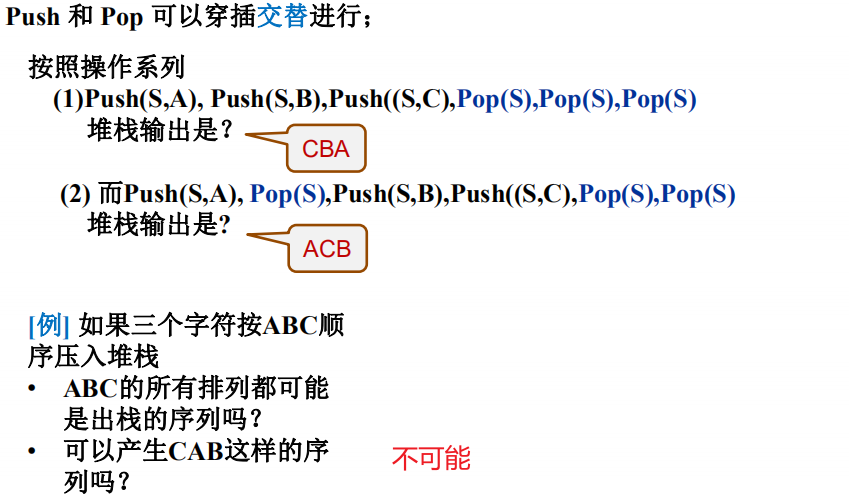 Push 和 Pop 可以穿插交替进行；
按照操作系列
(1)Push(S,A), Push(S,B),Push((S,C),Pop(S),Pop(S),Pop(S)
堆栈输出是？
CBA
(2) 而Push(S,A), Pop(S),Push(S,B),Push((S,C),Pop(S),Pop(S)
堆栈输出是?
ACB
[例] 如果三个字符按ABC顺
序压入堆栈
• ABC的所有排列都可能
是出栈的序列吗？
• 可以产生CAB这样的序
列吗？
不可能